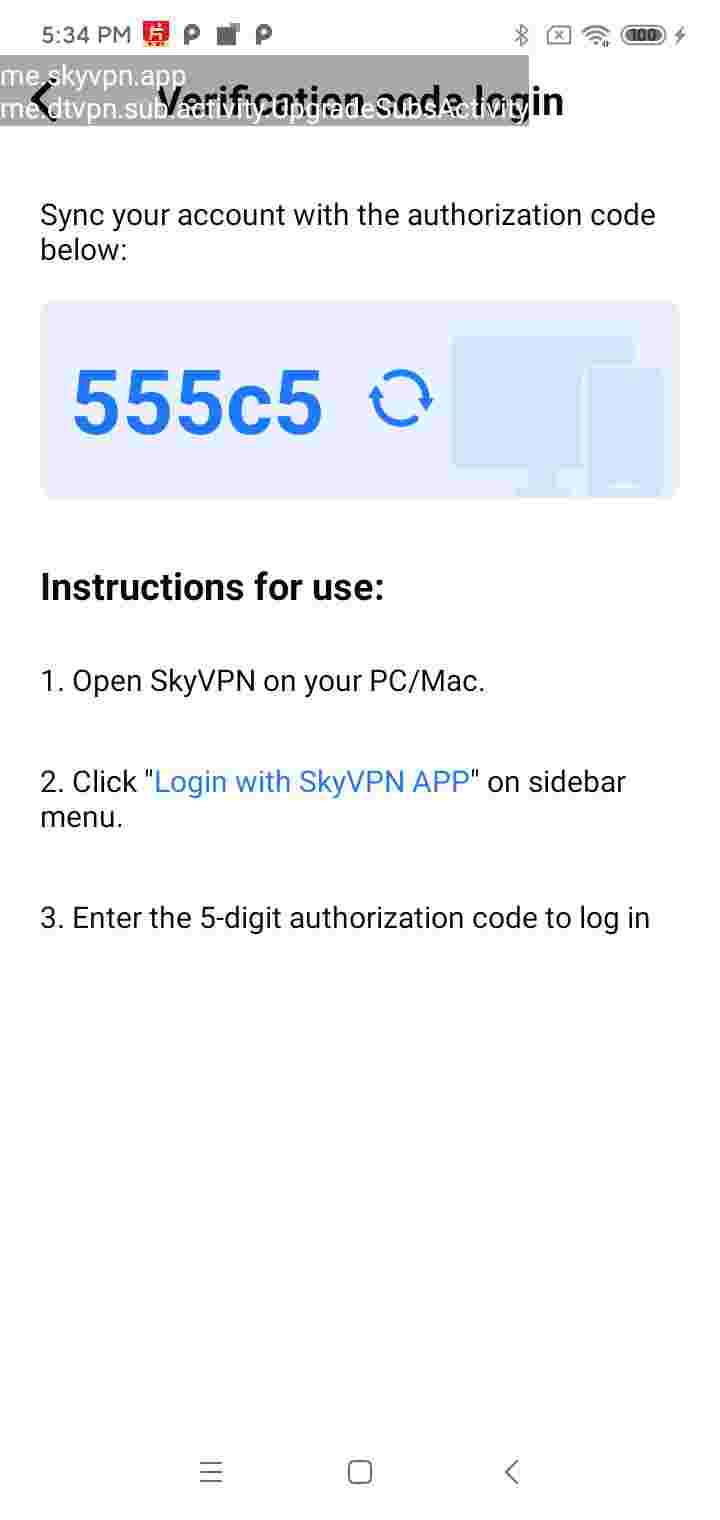 5:34 PM
100
me.skyvpn.app
me.dtvpn.sub.activity.UpgradeSubsActivity
Verification code login
Sync your account with the authorization code
below:
555c5
Instructions for use:
1. Open SkyVPN on your PC/Mac.
2. Click "Login with SkyVPN APP" on sidebar
menu.
3. Enter the 5-digit authorization code to log in